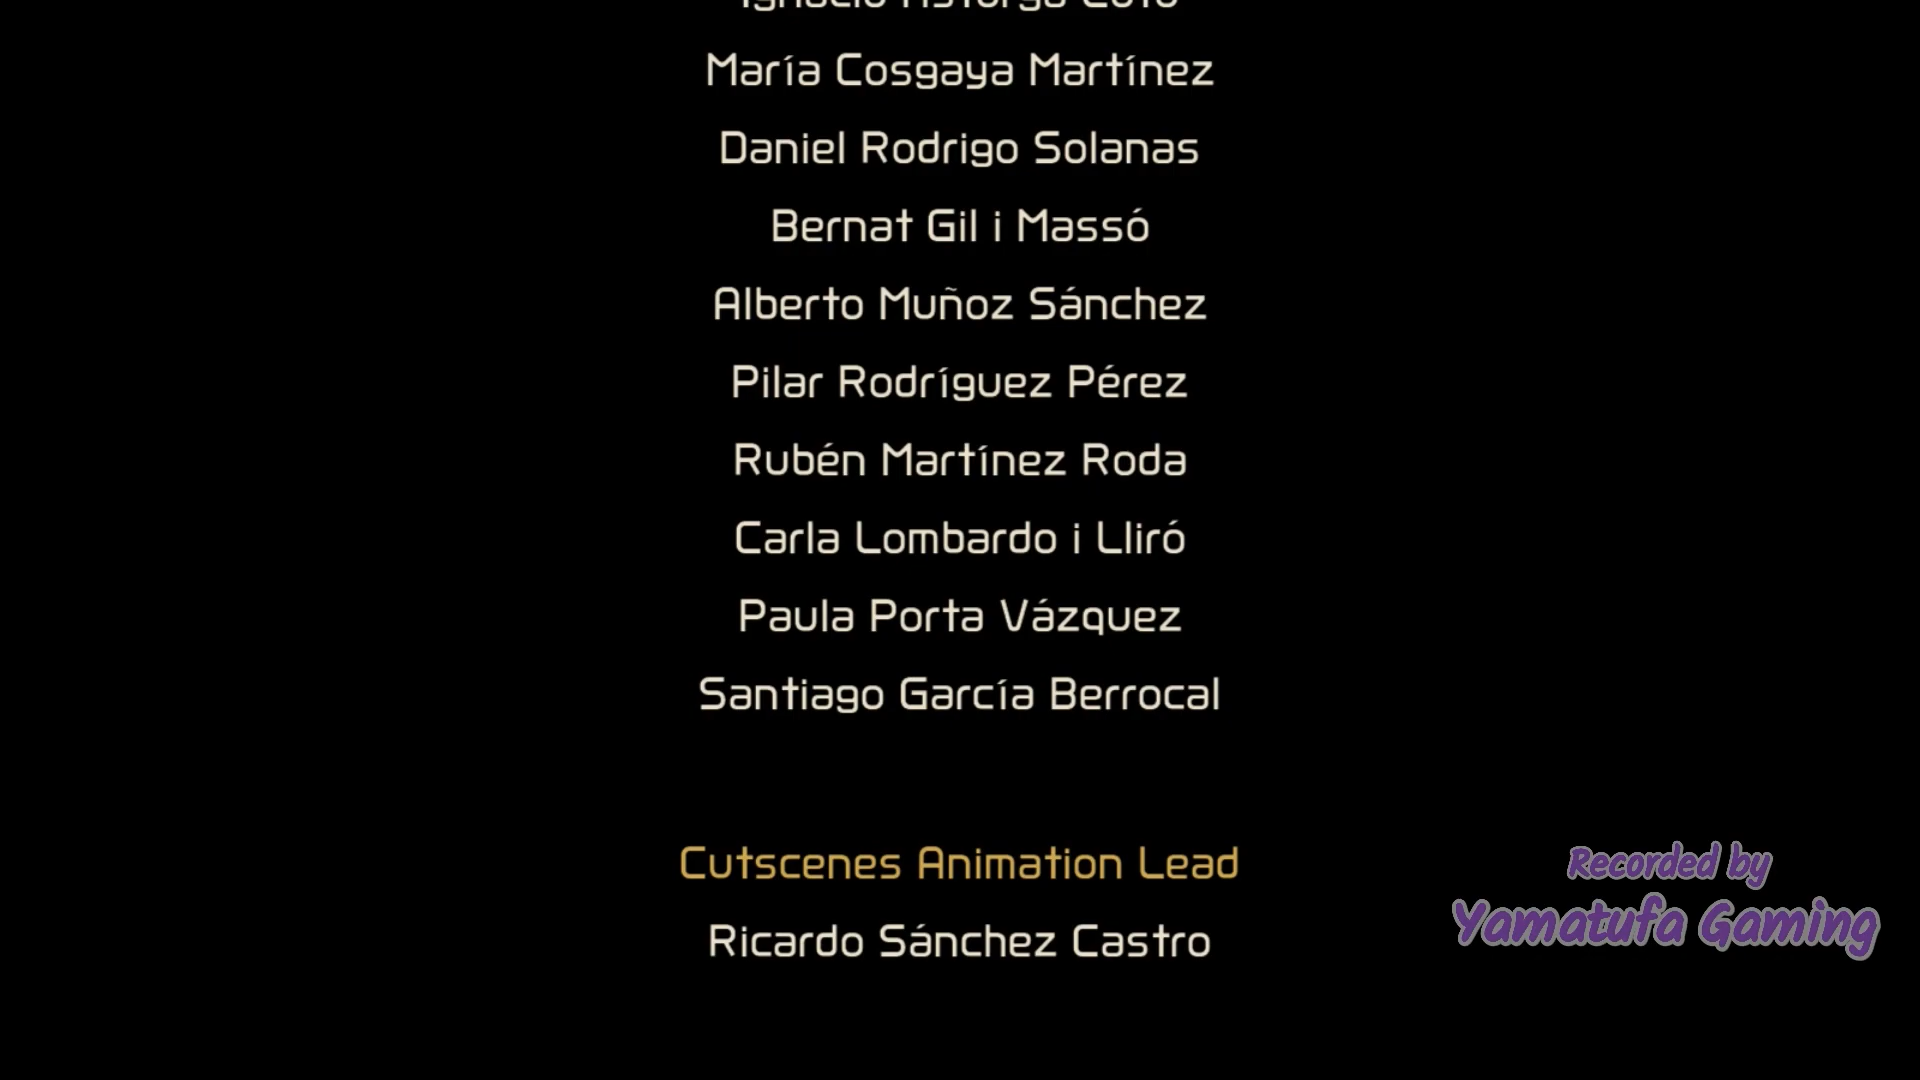 María Cosgaya Martínez
Daniel Rodrigo Solanas
Bernat Gil i Massó
Alberto Muñoz Sánchez
Pilar Rodríguez Pérez
Rubén Martínez Roda
Carla Lombardo i Lliró
Paula Porta Vázquez
Santiago García Berrocal
Cutscenes Animation Lead
Ricardo Sánchez Castro
Recorded by
Yamatufa Gaming